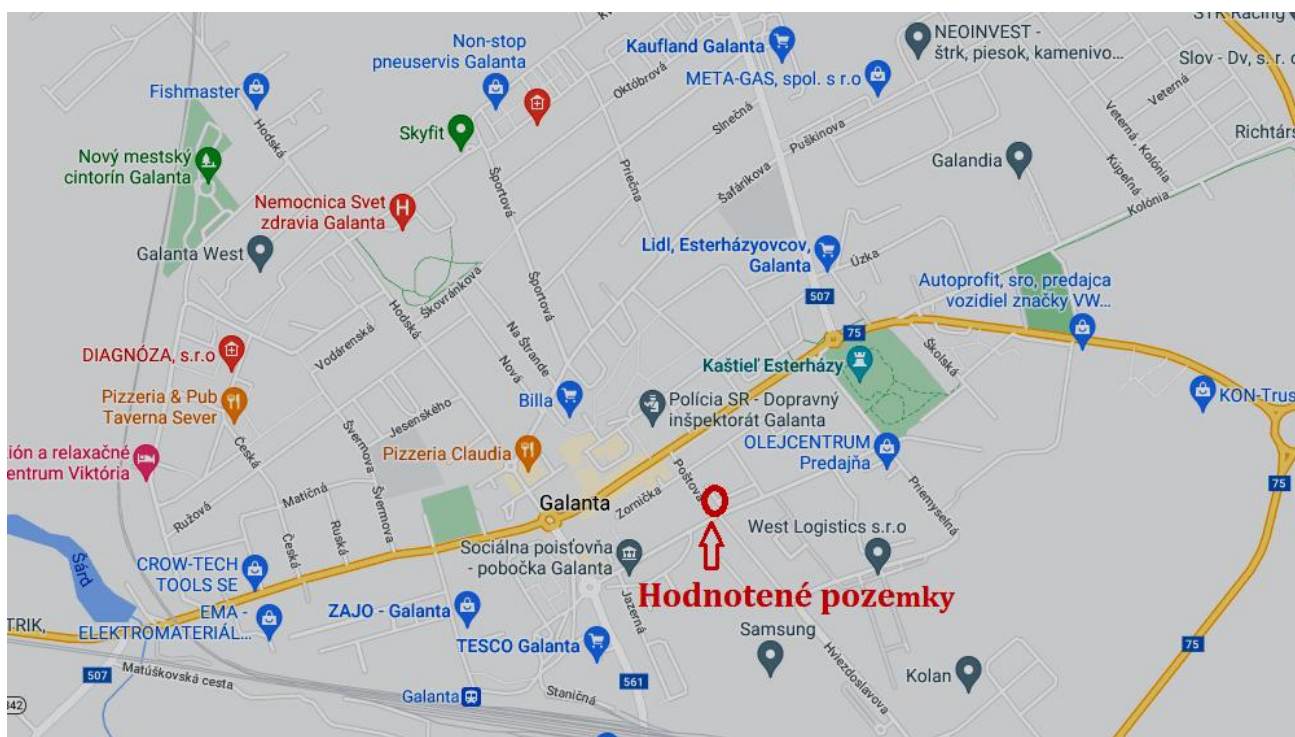 STK Racing
NEOINVEST -
štrk, piesok, kamenivo...
Slov - Dv, s. r. o
Non-stop
pneuservis Galanta
Kaufland Galanta
META-GAS, spol. s r.o
Fishmaster
Októbrová
Slnečná
Puškinova
Veterná
Veterná, Kolónia
Richtárs
Hodská
Skyfit
Nový mestský
cintorín Galanta
Športová
Priečna
Šafárikova
Galandia
Kúpeľná
Kolónia
Nemocnica Svet
zdravia Galanta
Galanta West
Lidl, Esterházyovcov,
Galanta
Úzka
507
Autoprofit, sro, predajca
vozidiel značky VW...
Škovránkova
Hodská
Športová
Vodárenská
Na Štrande
Nová
75
Školská
DIAGNÓZA, s.r.o
Kaštieľ Esterházy
Pizzeria & Pub
Taverna Sever
Billa
Polícia SR - Dopravný
inšpektorát Galanta
KON-Trus
Jesenského
Švermova
Pizzeria Claudia
OLEJCENTRUM
Predajňa
ión a relaxačné
entrum Viktória
Česká
Matičná
Švermova
Poštová
Priemyselná
75
Ružová
Ruská
Galanta
Zornička
West Logistics s.r.o
Česká
Sociálna poisťovňa
- pobočka Galanta
Šárd
CROW-TECH
TOOLS SE
Hodnotené pozemky
Jazerná
EMA -
ELEKTROMATERIÁL...
TRIK,
ZAJO - Galanta
TESCO Galanta
Samsung
75
507
Matúškovská cesta
Kolan
Hviezdoslavova
Galanta
Staničná
561
342